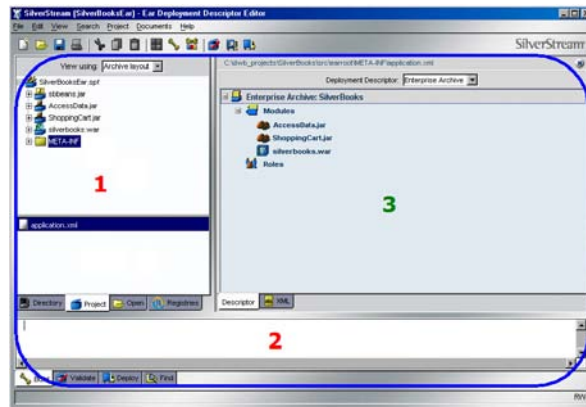 SilverStream (SilverBooksEar) - Ear Deployment Descriptor Editor
File Edit View Search Project Documents Help
SilverStream
View using: Archive layout
SilverBooksEar.spf
sbbeans.jar
AccessData.jar
ShoppingCart.jar
silverbooks.war
META-INF
1
application.xml
Directory Project Open Registries
C:\dwb_projects\SilverBooks\src\earroot\META-INF\application.xml
Deployment Descriptor: Enterprise Archive
Enterprise Archive: SilverBooks
Modules
AccessData.jar
ShoppingCart.jar
silverbooks.war
Roles
3
Descriptor XML
2
Validate Deploy Find